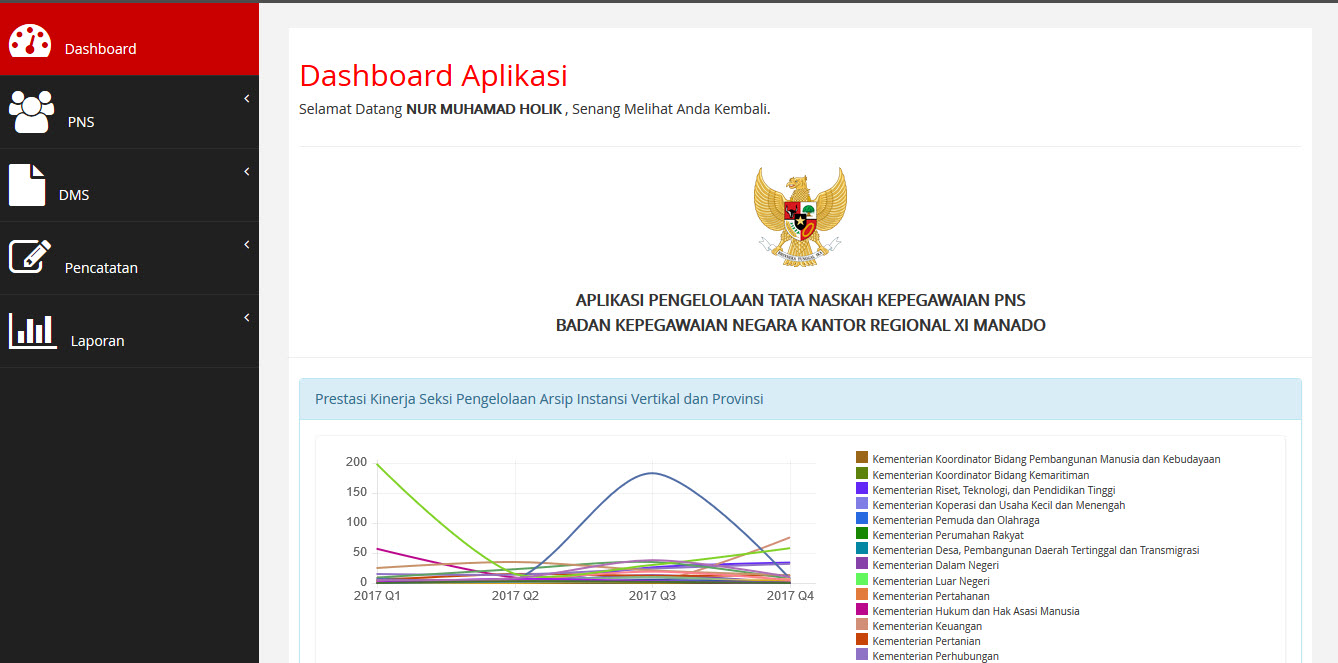 Dashboard
PNS
DMS
Pencatatan
Laporan
Dashboard Aplikasi
Selamat Datang NUR MUHAMAD HOLIK , Senang Melihat Anda Kembali.
APLIKASI PENGELOLAAN TATA NASKAH KEPEGAWAIAN PNS
BADAN KEPEGAWAIAN NEGARA KANTOR REGIONAL XI MANADO
Prestasi Kinerja Seksi Pengelolaan Arsip Instansi Vertikal dan Provinsi
200
150
100
50
0
2017 Q1 2017 Q2 2017 Q3 2017 Q4
Kementerian Koordinator Bidang Pembangunan Manusia dan Kebudayaan
Kementerian Koordinator Bidang Kemaritiman
Kementerian Riset, Teknologi, dan Pendidikan Tinggi
Kementerian Koperasi dan Usaha Kecil dan Menengah
Kementerian Pemuda dan Olahraga
Kementerian Perumahan Rakyat
Kementerian Desa, Pembangunan Daerah Tertinggal dan Transmigrasi
Kementerian Dalam Negeri
Kementerian Luar Negeri
Kementerian Pertahanan
Kementerian Hukum dan Hak Asasi Manusia
Kementerian Keuangan
Kementerian Pertanian
Kementerian Perhubungan